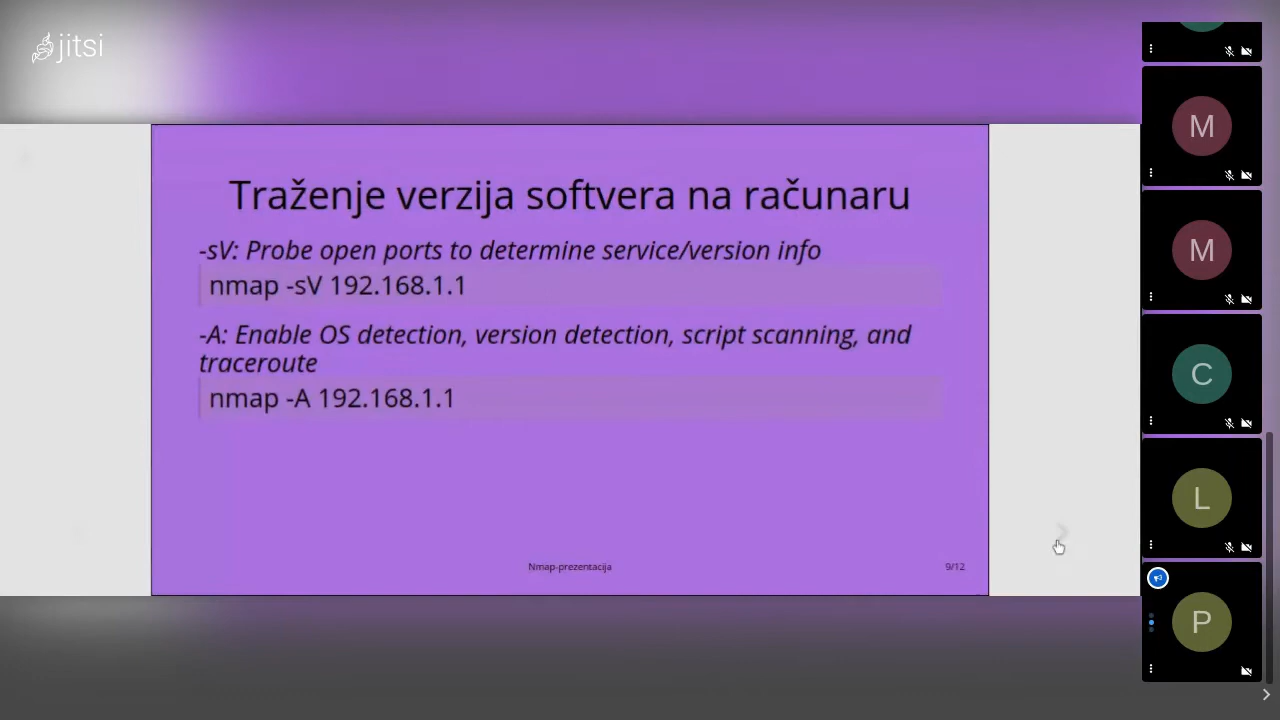 jitsi
Traženje verzija softvera na računaru
-sV: Probe open ports to determine service/version info
nmap -sV 192.168.1.1
-A: Enable OS detection, version detection, script scanning, and
traceroute
nmap -A 192.168.1.1
Nmap-prezentacija
9/12
M
M
C
L
P